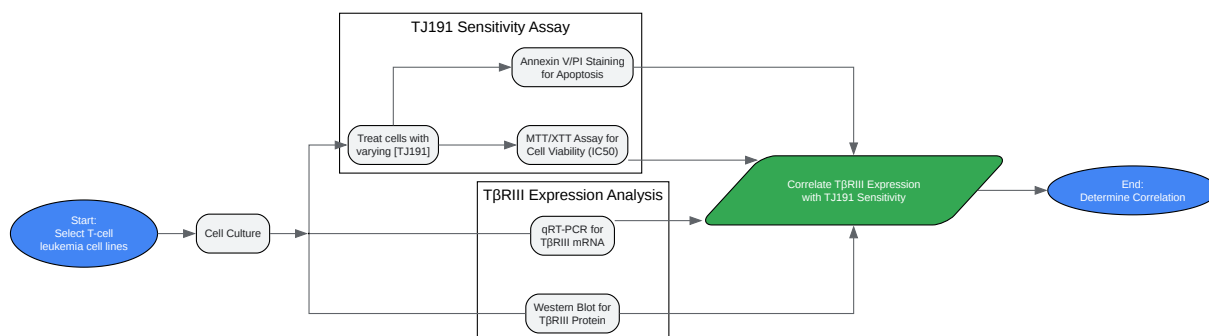 TJ191 Sensitivity Assay
Annexin V/PI Staining
for Apoptosis
Treat cells with
varying [TJ191]
MTT/XTT Assay for
Cell Viability (IC50)
TβRIII Expression Analysis
Start:
Select T-cell
leukemia cell lines
Cell Culture
qRT-PCR for
TβRIII mRNA
Western Blot for
TβRIII Protein
Correlate TβRIII Expression
with TJ191 Sensitivity
End:
Determine Correlation